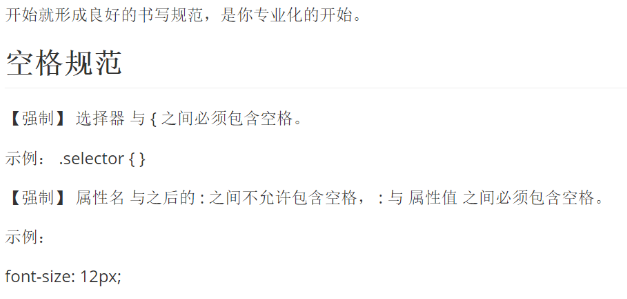 开始就形成良好的书写规范，是你专业化的开始。
空格规范
【强制】 选择器 与 { 之间必须包含空格。
示例： .selector { }
【强制】 属性名 与之后的 : 之间不允许包含空格， : 与 属性值 之间必须包含空格。
示例：
font-size: 12px;